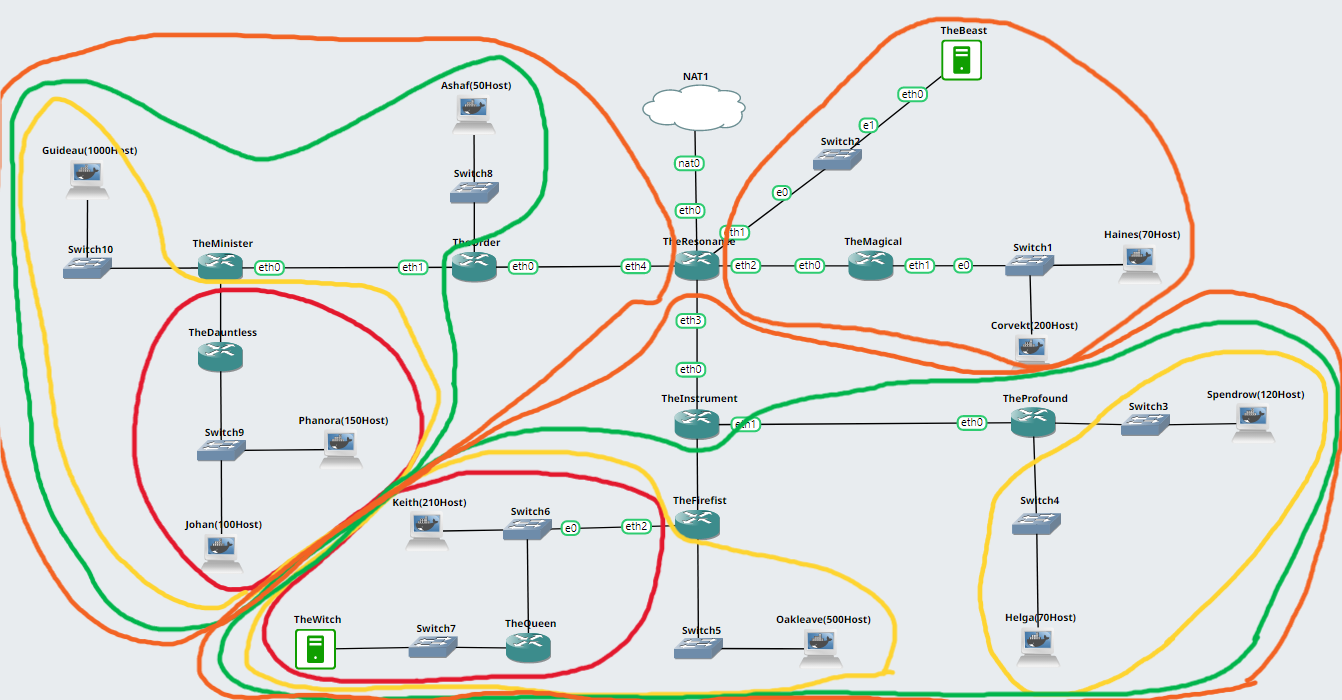 TheBeast
NAT1
Ashaf(50Host)
eth0
e1
Switch2
Guideau(1000Host)
nat0
Switch8
e0
eth0
eth1
TheMinister
TheOrder
TheResonance
TheMagical
Haines(70Host)
Switch10
Switch1
eth0
eth1
eth0
eth4
eth2
eth0
eth1
e0
TheDauntless
eth3
Corvekt(200Host)
eth0
TheInstrument
TheProfound
Spendrow(120Host)
Switch3
Phanora(150Host)
Switch9
eth1
eth0
Keith(210Host)
TheFirefist
Switch4
Switch6
Johan(100Host)
e0
eth2
TheWitch
Switch7
TheQueen
Switch5
Oakleave(500Host)
Helga(70Host)